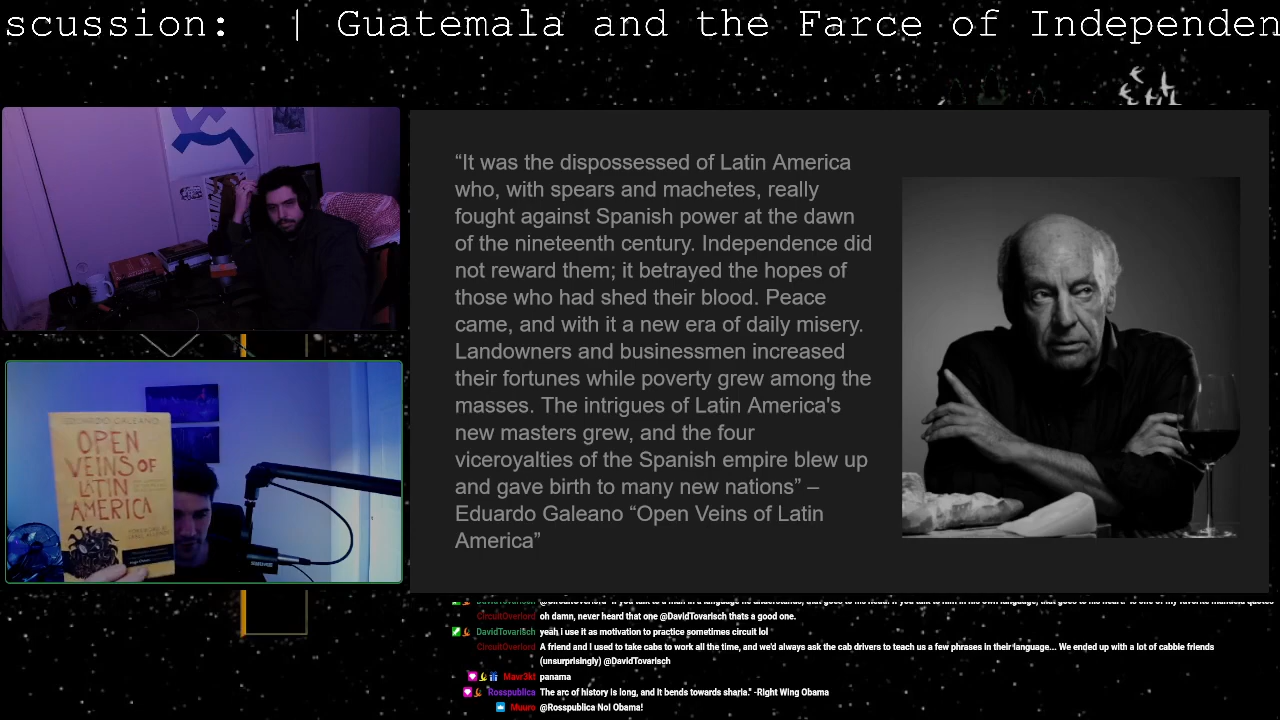 scussion:  | Guatemala and the Farce of Independen
“It was the dispossessed of Latin America
who, with spears and machetes, really
fought against Spanish power at the dawn
of the nineteenth century. Independence did
not reward them; it betrayed the hopes of
those who had shed their blood. Peace
came, and with it a new era of daily misery.
Landowners and businessmen increased
their fortunes while poverty grew among the
masses. The intrigues of Latin America's
new masters grew, and the four
viceroyalties of the Spanish empire blew up
and gave birth to many new nations” –
Eduardo Galeano “Open Veins of Latin
America”
EDUARDO GALEANO
OPEN
VEINS OF
LATIN
AMERICA
CircuitOverlord oh damn, never heard that one @DavidTovarisch thats a good one.
DavidTovarisch yeah i use it as motivation to practice sometimes circuit lol
CircuitOverlord A friend and I used to take cabs to work all the time, and we'd always ask the cab drivers to teach us a few phrases in their language... We ended up with a lot of cabbie friends
(unsurprisingly) @DavidTovarisch
Mavr3kt panama
Rosspublica The arc of history is long, and it bends towards sharia." -Right Wing Obama
Muuro @Rosspublica No! Obama!